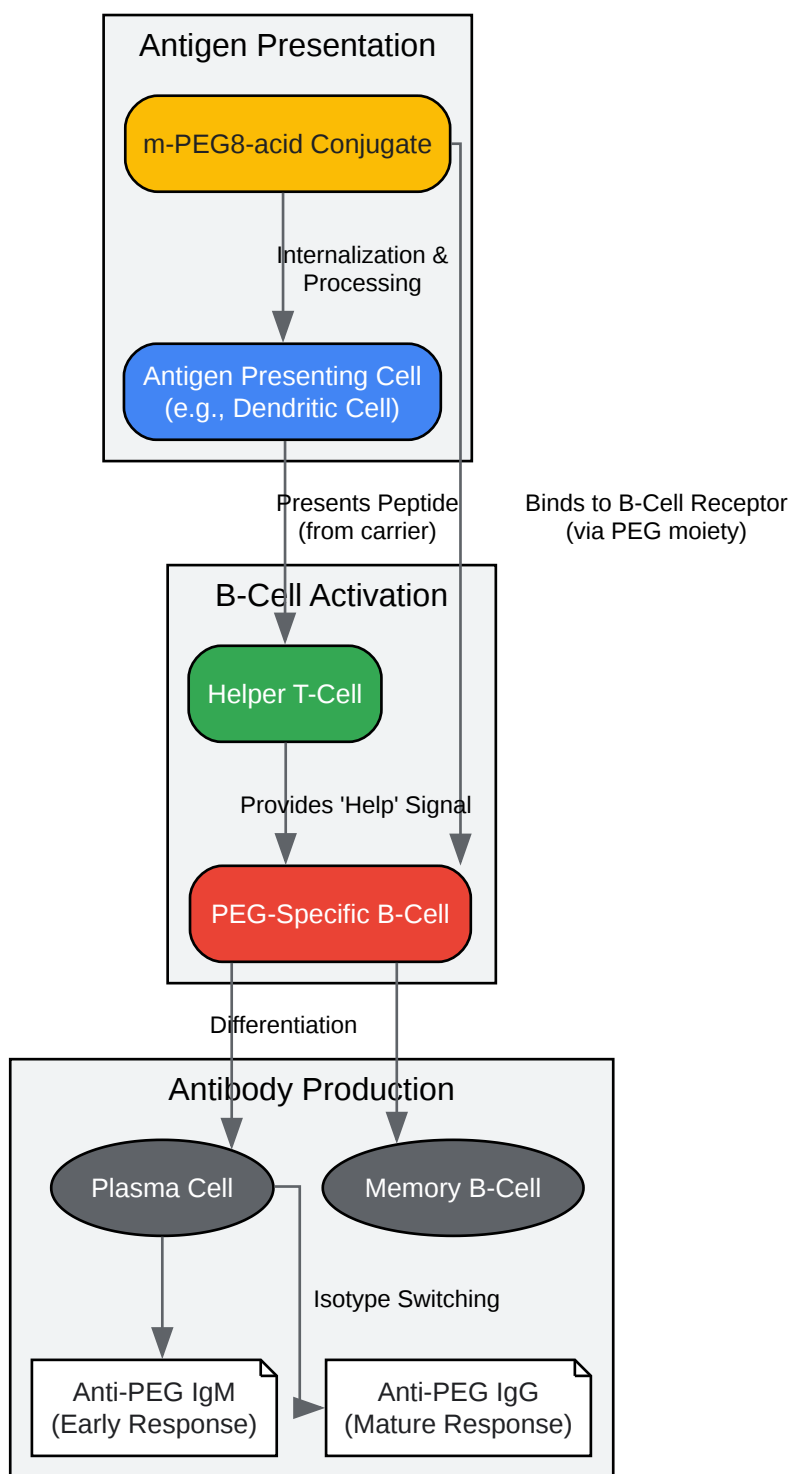 Antigen Presentation
m-PEG8-acid Conjugate
Internalization &
Processing
Antigen Presenting Cell
(e.g., Dendritic Cell)
Presents Peptide
(from carrier)
Binds to B-Cell Receptor
(via PEG moiety)
B-Cell Activation
Helper T-Cell
Provides 'Help' Signal
PEG-Specific B-Cell
Differentiation
Antibody Production
Plasma Cell
Memory B-Cell
Isotype Switching
Anti-PEG IgM
(Early Response)
Anti-PEG IgG
(Mature Response)